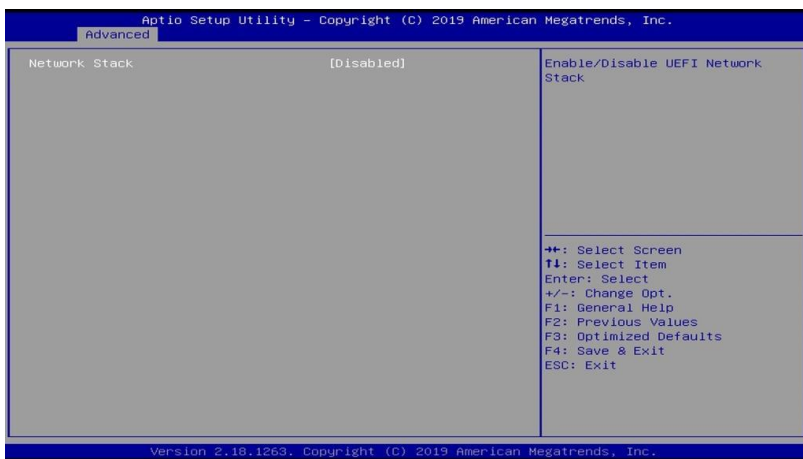 Aptio Setup Utility – Copyright (C) 2019 American Megatrends, Inc.
Advanced
Network Stack [Disabled]
Enable/Disable UEFI Network
Stack
→←: Select Screen
↑↓: Select Item
Enter: Select
+/-: Change Opt.
F1: General Help
F2: Previous Values
F3: Optimized Defaults
F4: Save & Exit
ESC: Exit
Version 2.18.1263. Copyright (C) 2019 American Megatrends, Inc.